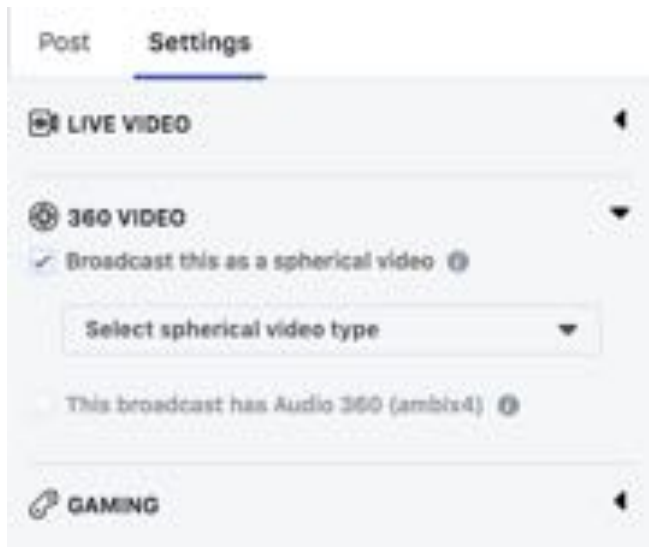 Post Settings
LIVE VIDEO
360 VIDEO
Broadcast this as a spherical video
Select spherical video type
This broadcast has Audio 360 (ambix4)
GAMING